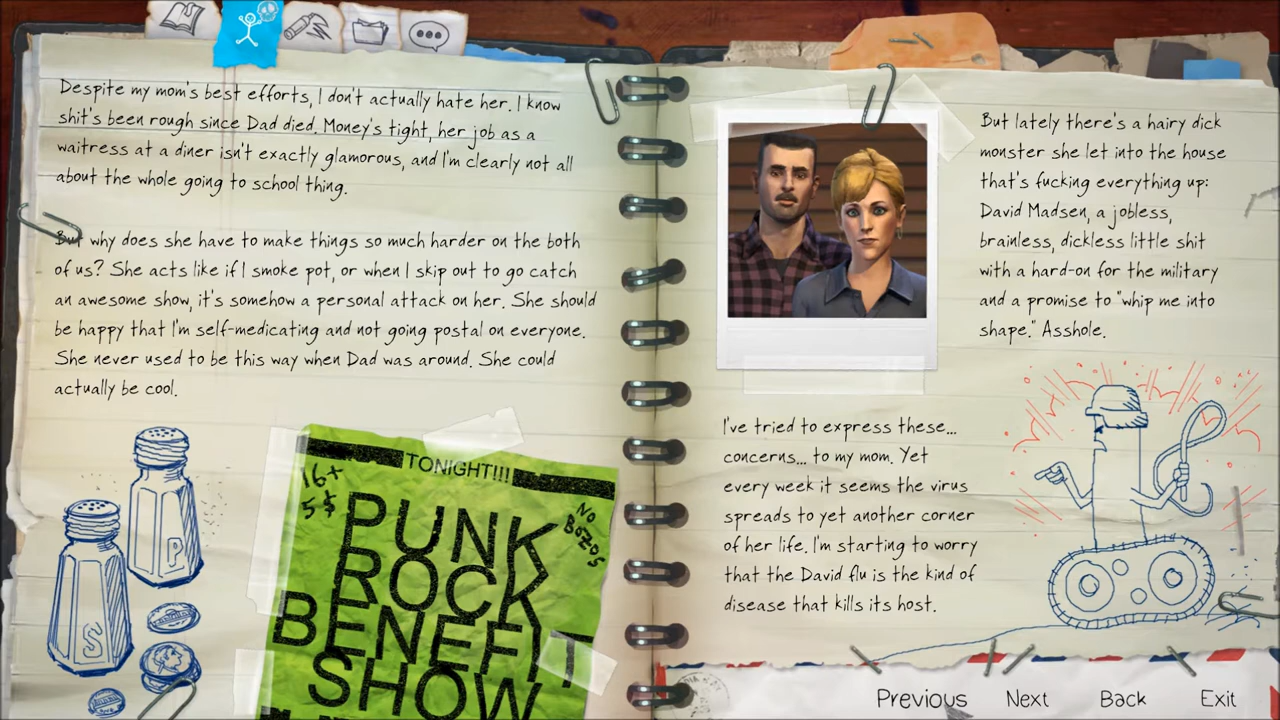 Despite my mom's best efforts, I don't actually hate her. I know
shit's been rough since Dad died. Money's tight, her job as a
waitress at a diner isn't exactly glamorous, and I'm clearly not all
about the whole going to school thing.
But why does she have to make things so much harder on the both
of us? She acts like if I smoke pot, or when I skip out to go catch
an awesome show, it's somehow a personal attack on her. She should
be happy that I'm self-medicating and not going postal on everyone.
She never used to be this way when Dad was around. She could
actually be cool.
P
S
TONIGHT!!!
16+
5$
NO
BOZOS
PUNK
ROCK
BENEFIT
SHOW
But lately there's a hairy dick
monster she let into the house
that's fucking everything up:
David Madsen, a jobless,
brainless, dickless little shit
with a hard-on for the military
and a promise to "whip me into
shape." Asshole.
I've tried to express these...
concerns... to my mom. Yet
every week it seems the virus
spreads to yet another corner
of her life. I'm starting to worry
that the David flu is the kind of
disease that kills its host.
Previous
Next
Back
Exit